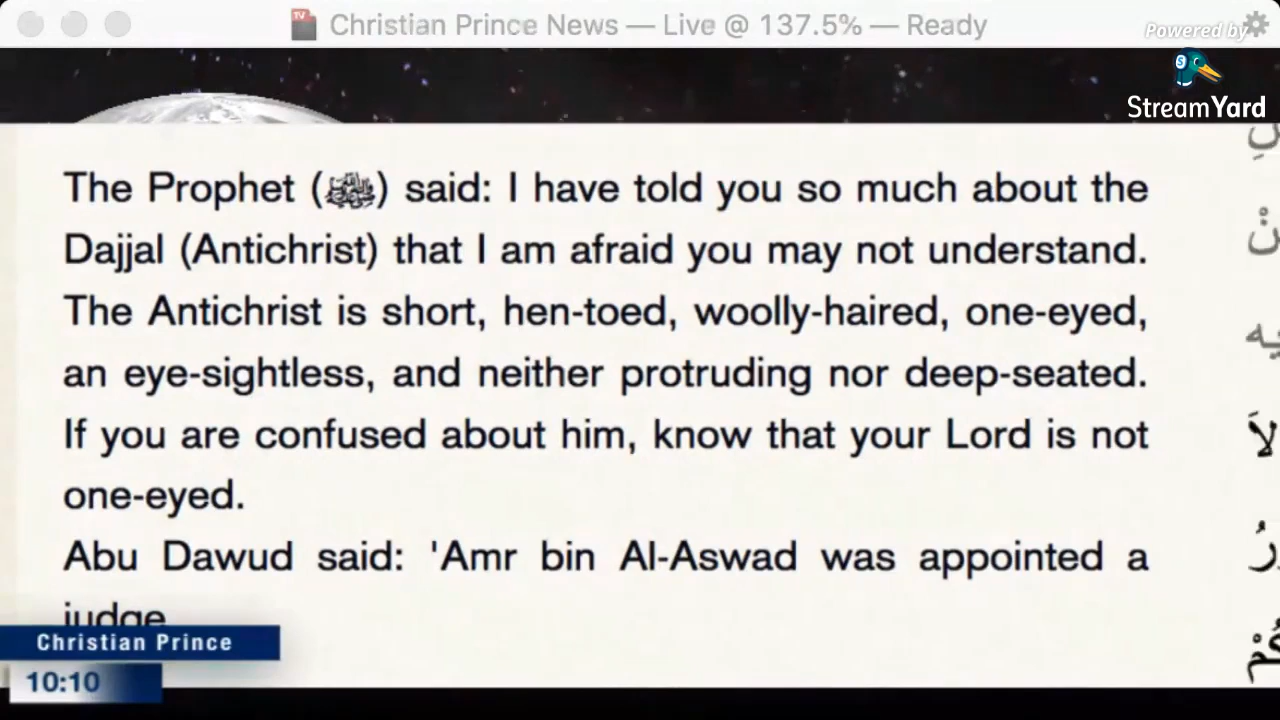 Christian Prince News — Live @ 137.5% — Ready
Powered by
StreamYard
The Prophet (ﷺ) said: I have told you so much about the
Dajjal (Antichrist) that I am afraid you may not understand.
The Antichrist is short, hen-toed, woolly-haired, one-eyed,
an eye-sightless, and neither protruding nor deep-seated.
If you are confused about him, know that your Lord is not
one-eyed.
Abu Dawud said: 'Amr bin Al-Aswad was appointed a
judge
Christian Prince
10:10